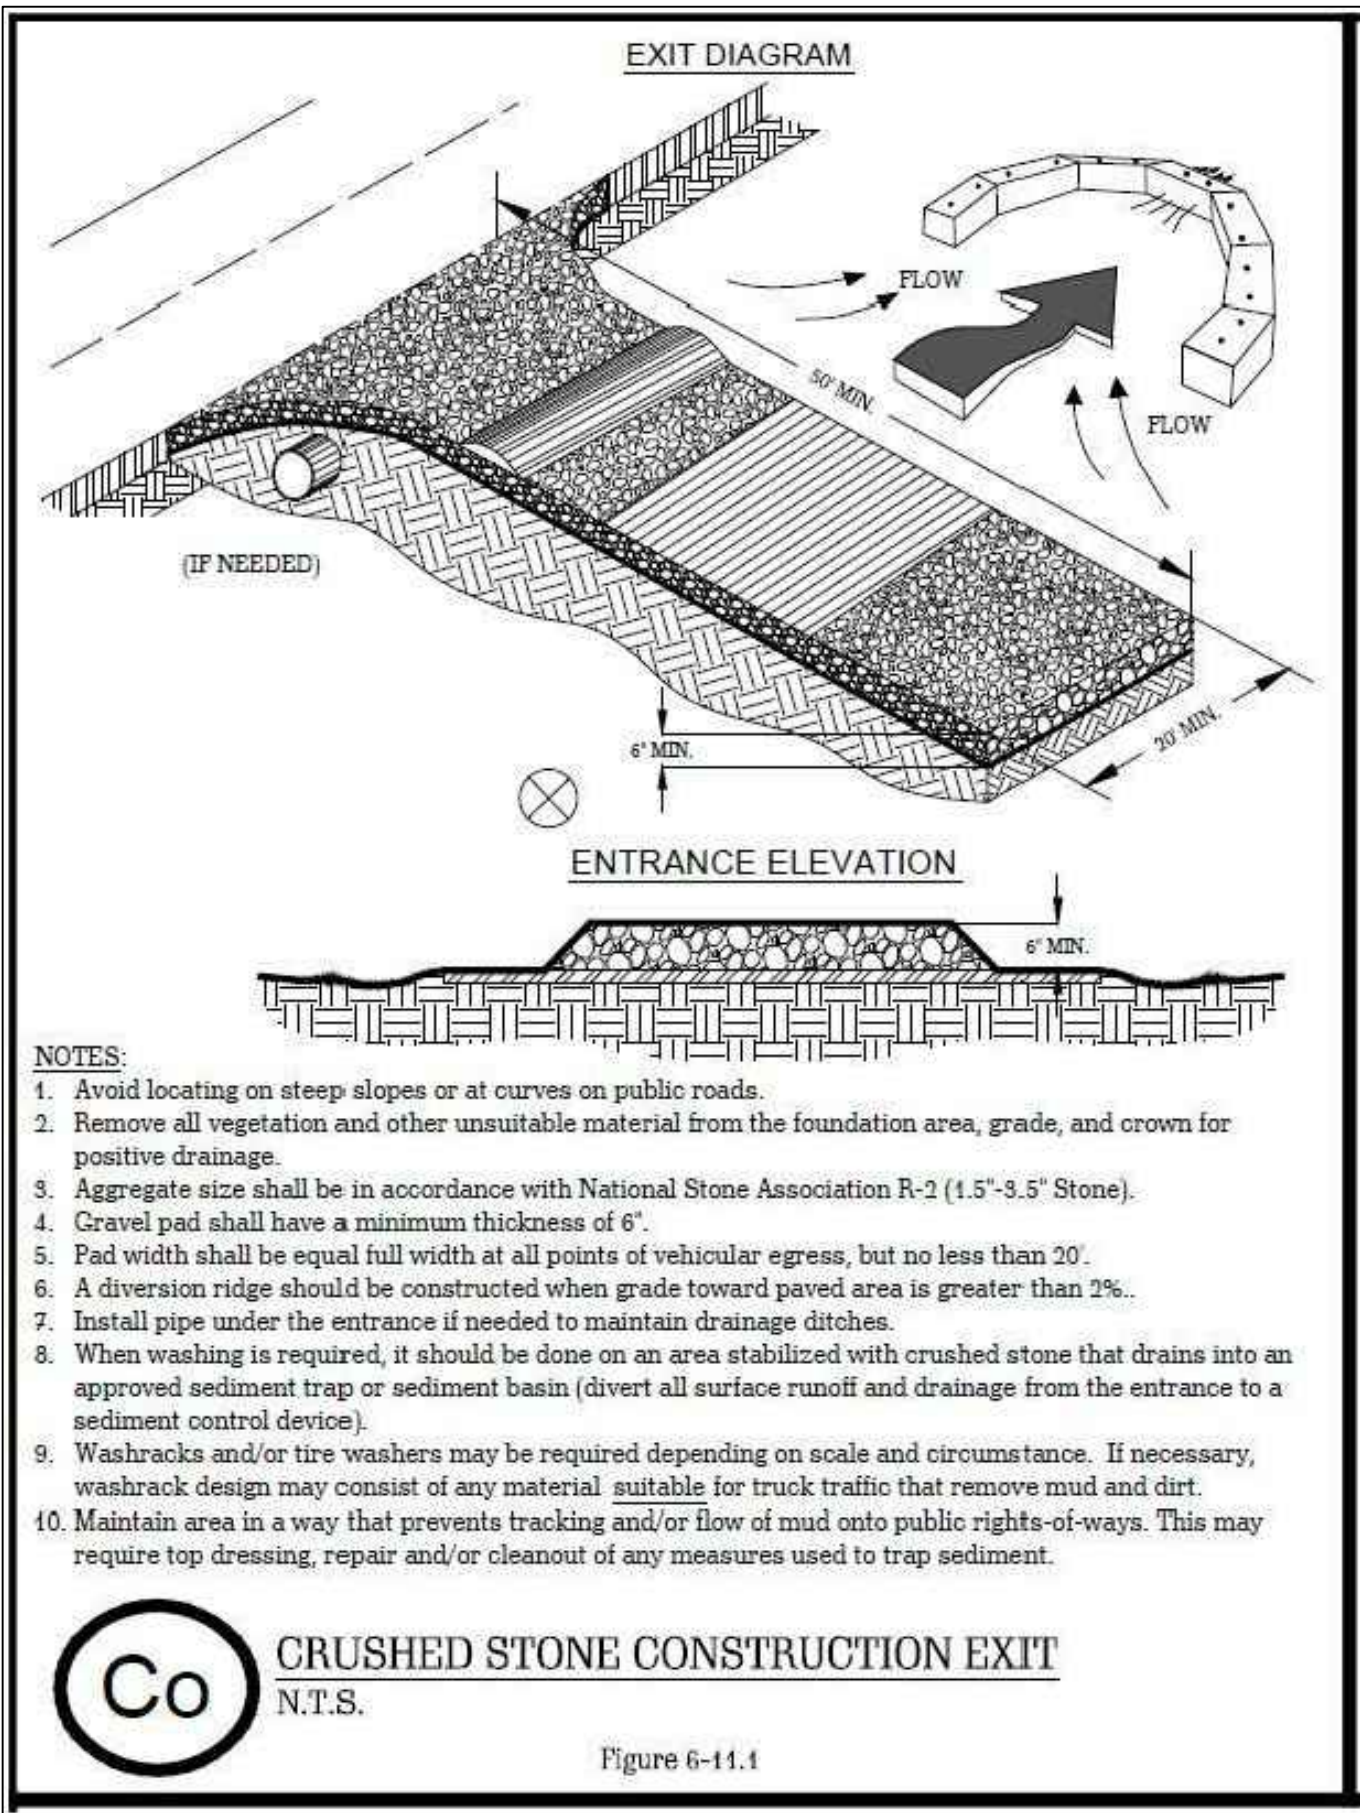 EXIT DIAGRAM
FLOW
50' MIN.
FLOW
(IF NEEDED)
6" MIN.
20' MIN.
ENTRANCE ELEVATION
6" MIN.
NOTES:
1. Avoid locating on steep slopes or at curves on public roads.
2. Remove all vegetation and other unsuitable material from the foundation area, grade, and crown for
positive drainage.
3. Aggregate size shall be in accordance with National Stone Association R-2 (1.5"-3.5" Stone).
4. Gravel pad shall have a minimum thickness of 6".
5. Pad width shall be equal full width at all points of vehicular egress, but no less than 20'.
6. A diversion ridge should be constructed when grade toward paved area is greater than 2%..
7. Install pipe under the entrance if needed to maintain drainage ditches.
8. When washing is required, it should be done on an area stabilized with crushed stone that drains into an
approved sediment trap or sediment basin (divert all surface runoff and drainage from the entrance to a
sediment control device).
9. Washracks and/or tire washers may be required depending on scale and circumstance. If necessary,
washrack design may consist of any material suitable for truck traffic that remove mud and dirt.
10. Maintain area in a way that prevents tracking and/or flow of mud onto public rights-of-ways. This may
require top dressing, repair and/or cleanout of any measures used to trap sediment.
Co
CRUSHED STONE CONSTRUCTION EXIT
N.T.S.
Figure 6-11.1